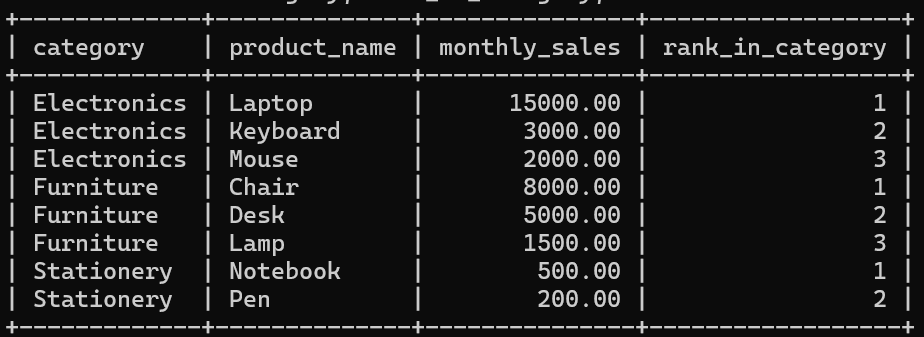 +-------------+--------------+---------------+------------------+
| category    | product_name | monthly_sales | rank_in_category |
+-------------+--------------+---------------+------------------+
| Electronics | Laptop       |      15000.00 |                1 |
| Electronics | Keyboard     |       3000.00 |                2 |
| Electronics | Mouse        |       2000.00 |                3 |
| Furniture   | Chair        |       8000.00 |                1 |
| Furniture   | Desk         |       5000.00 |                2 |
| Furniture   | Lamp         |       1500.00 |                3 |
| Stationery  | Notebook     |        500.00 |                1 |
| Stationery  | Pen          |        200.00 |                2 |
+-------------+--------------+---------------+------------------+